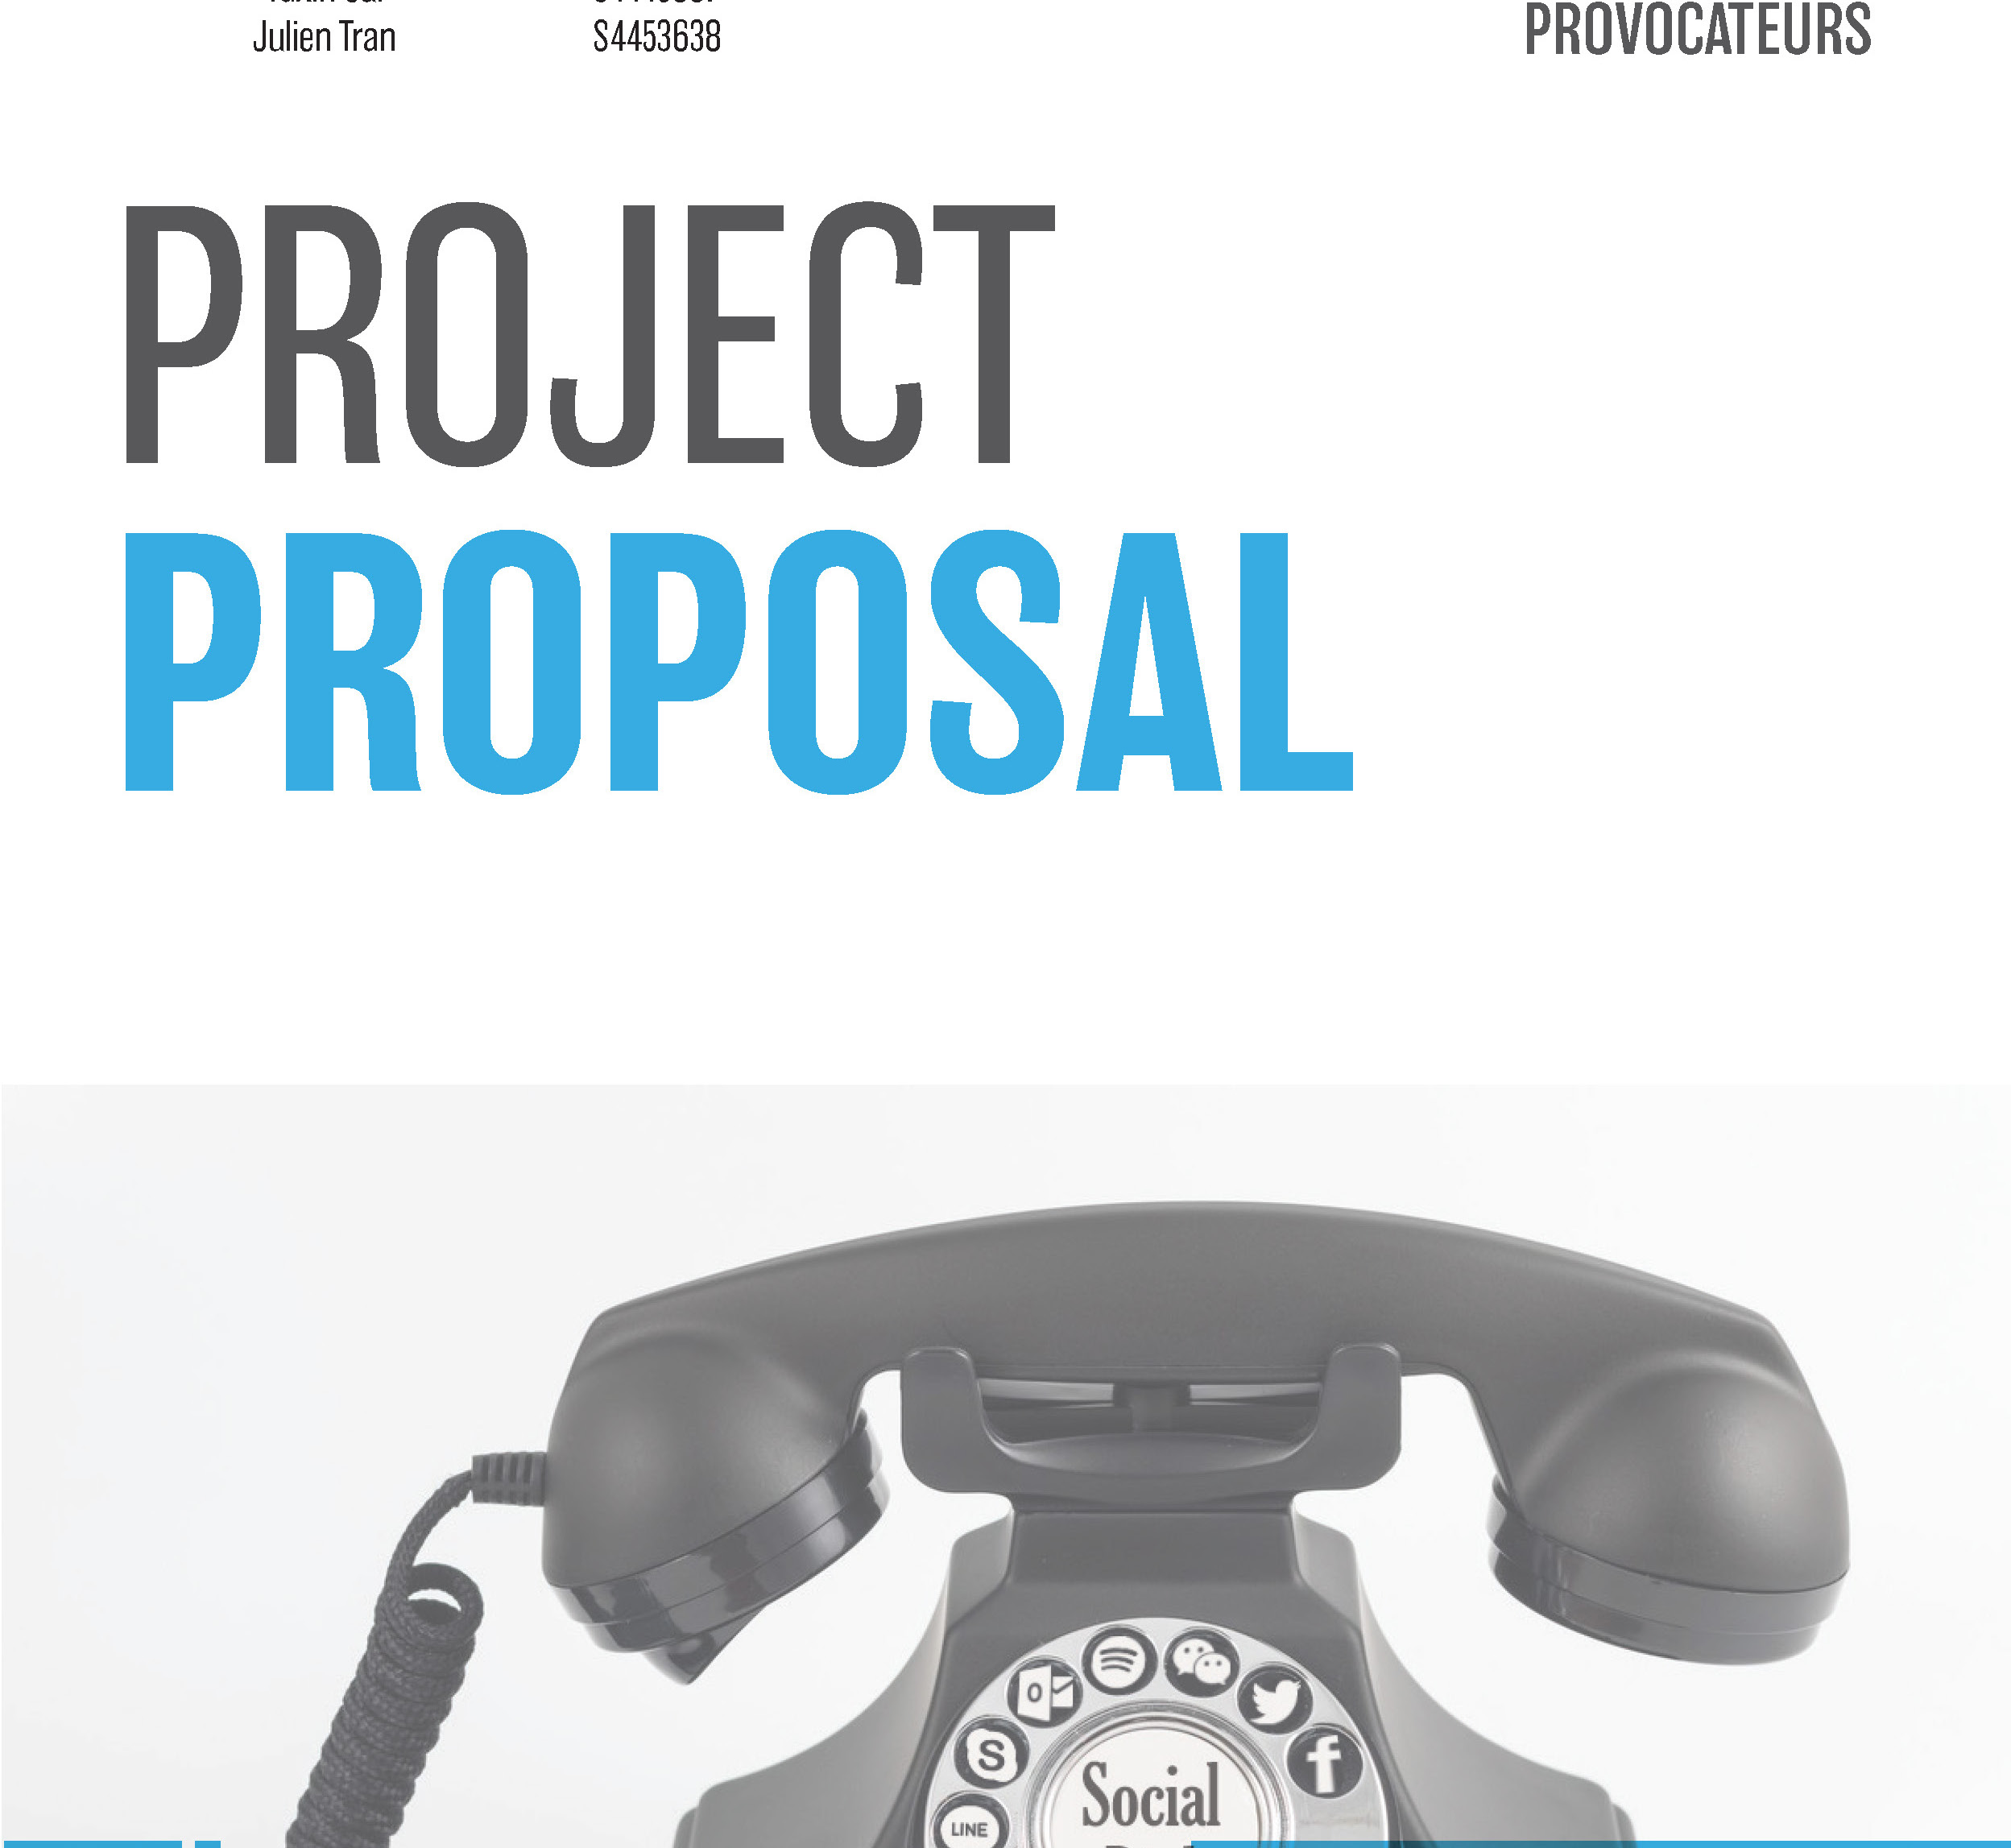 Julien Tran S4453638
PROVOCATEURS
PROJECT
PROPOSAL
Social
LINE